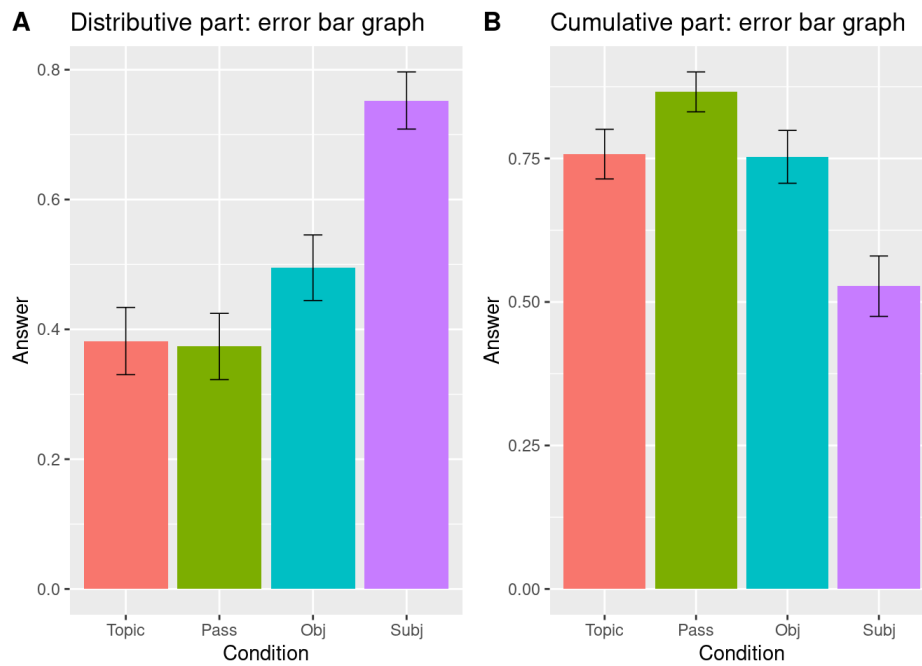 A Distributive part: error bar graph
Answer
0.8
0.6
0.4
0.2
0.0
Topic Pass Obj Subj
Condition
B Cumulative part: error bar graph
Answer
0.75
0.50
0.25
0.00
Topic Pass Obj Subj
Condition